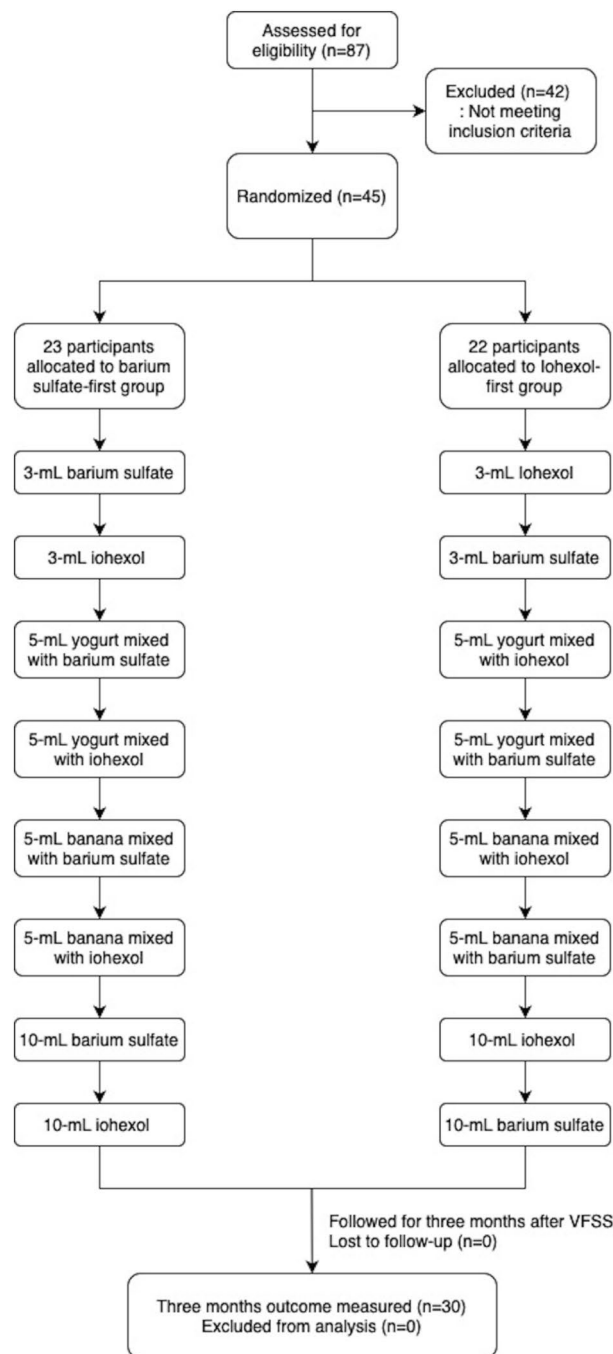 Assessed for
eligibility (n=87)
Excluded (n=42)
: Not meeting
inclusion criteria
Randomized (n=45)
23 participants
allocated to barium
sulfate-first group
3-mL barium sulfate
3-mL iohexol
5-mL yogurt mixed
with barium sulfate
5-mL yogurt mixed
with iohexol
5-mL banana mixed
with barium sulfate
5-mL banana mixed
with iohexol
10-mL barium sulfate
10-mL iohexol
22 participants
allocated to Iohexol-
first group
3-mL Iohexol
3-mL barium sulfate
5-mL yogurt mixed
with iohexol
5-mL yogurt mixed
with barium sulfate
5-mL banana mixed
with iohexol
5-mL banana mixed
with barium sulfate
10-mL iohexol
10-mL barium sulfate
Followed for three months after VFSS
Lost to follow-up (n=0)
Three months outcome measured (n=30)
Excluded from analysis (n=0)